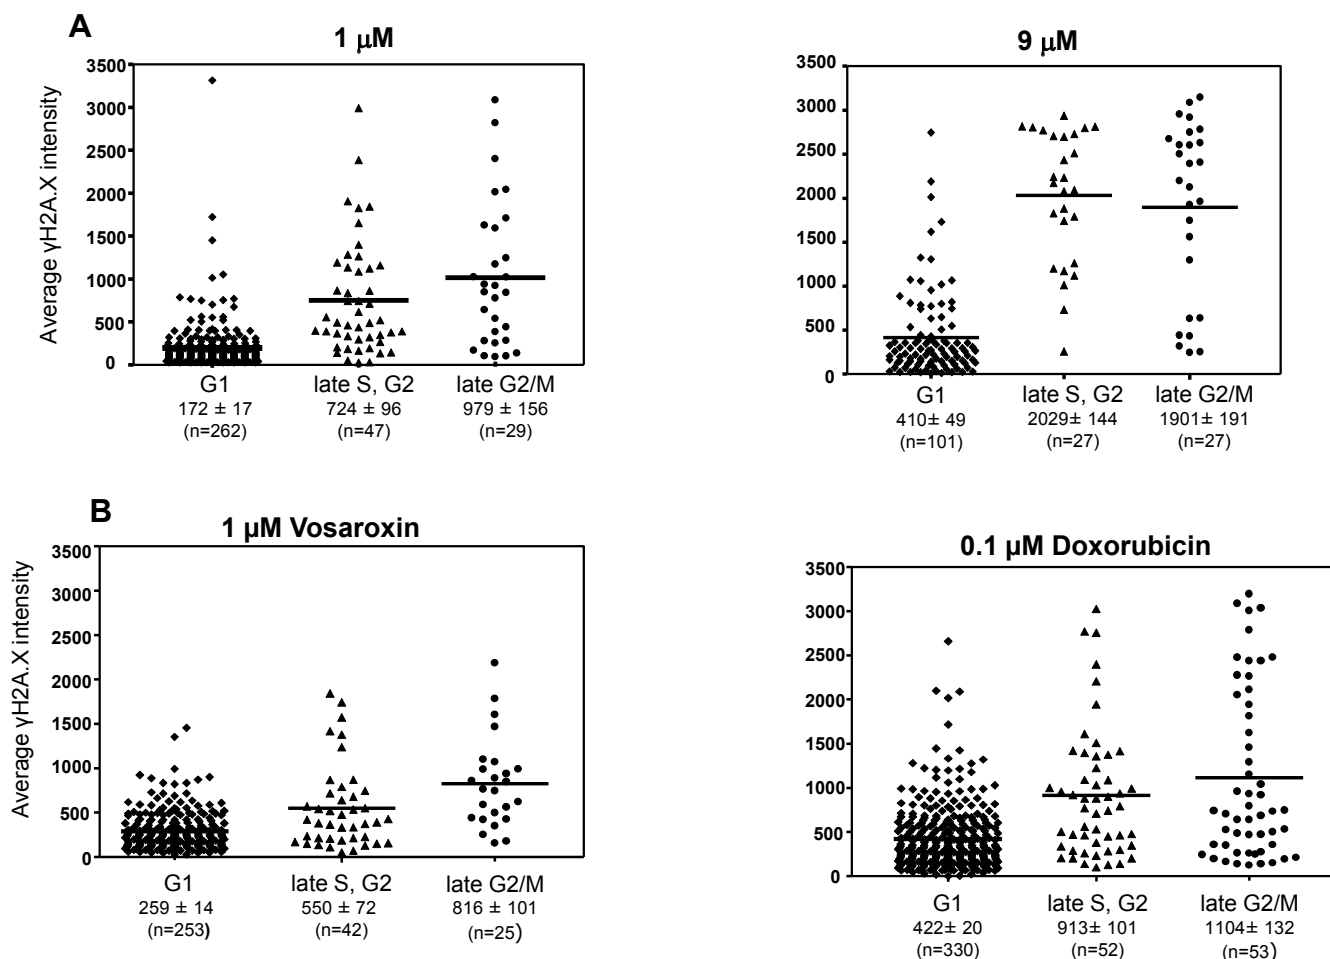 A
1 µM
Average γH2A.X intensity
3500
3000
2500
2000
1500
1000
500
0
G1
late S, G2
late G2/M
172 ± 17
724 ± 96
979 ± 156
(n=262)
(n=47)
(n=29)
9 µM
3500
3000
2500
2000
1500
1000
500
0
G1
late S, G2
late G2/M
410± 49
2029± 144
1901± 191
(n=101)
(n=27)
(n=27)
B
1 µM Vosaroxin
Average γH2A.X intensity
3500
3000
2500
2000
1500
1000
500
0
G1
late S, G2
late G2/M
259 ± 14
550 ± 72
816 ± 101
(n=253)
(n=42)
(n=25)
0.1 µM Doxorubicin
3500
3000
2500
2000
1500
1000
500
0
G1
late S, G2
late G2/M
422± 20
913± 101
1104± 132
(n=330)
(n=52)
(n=53)